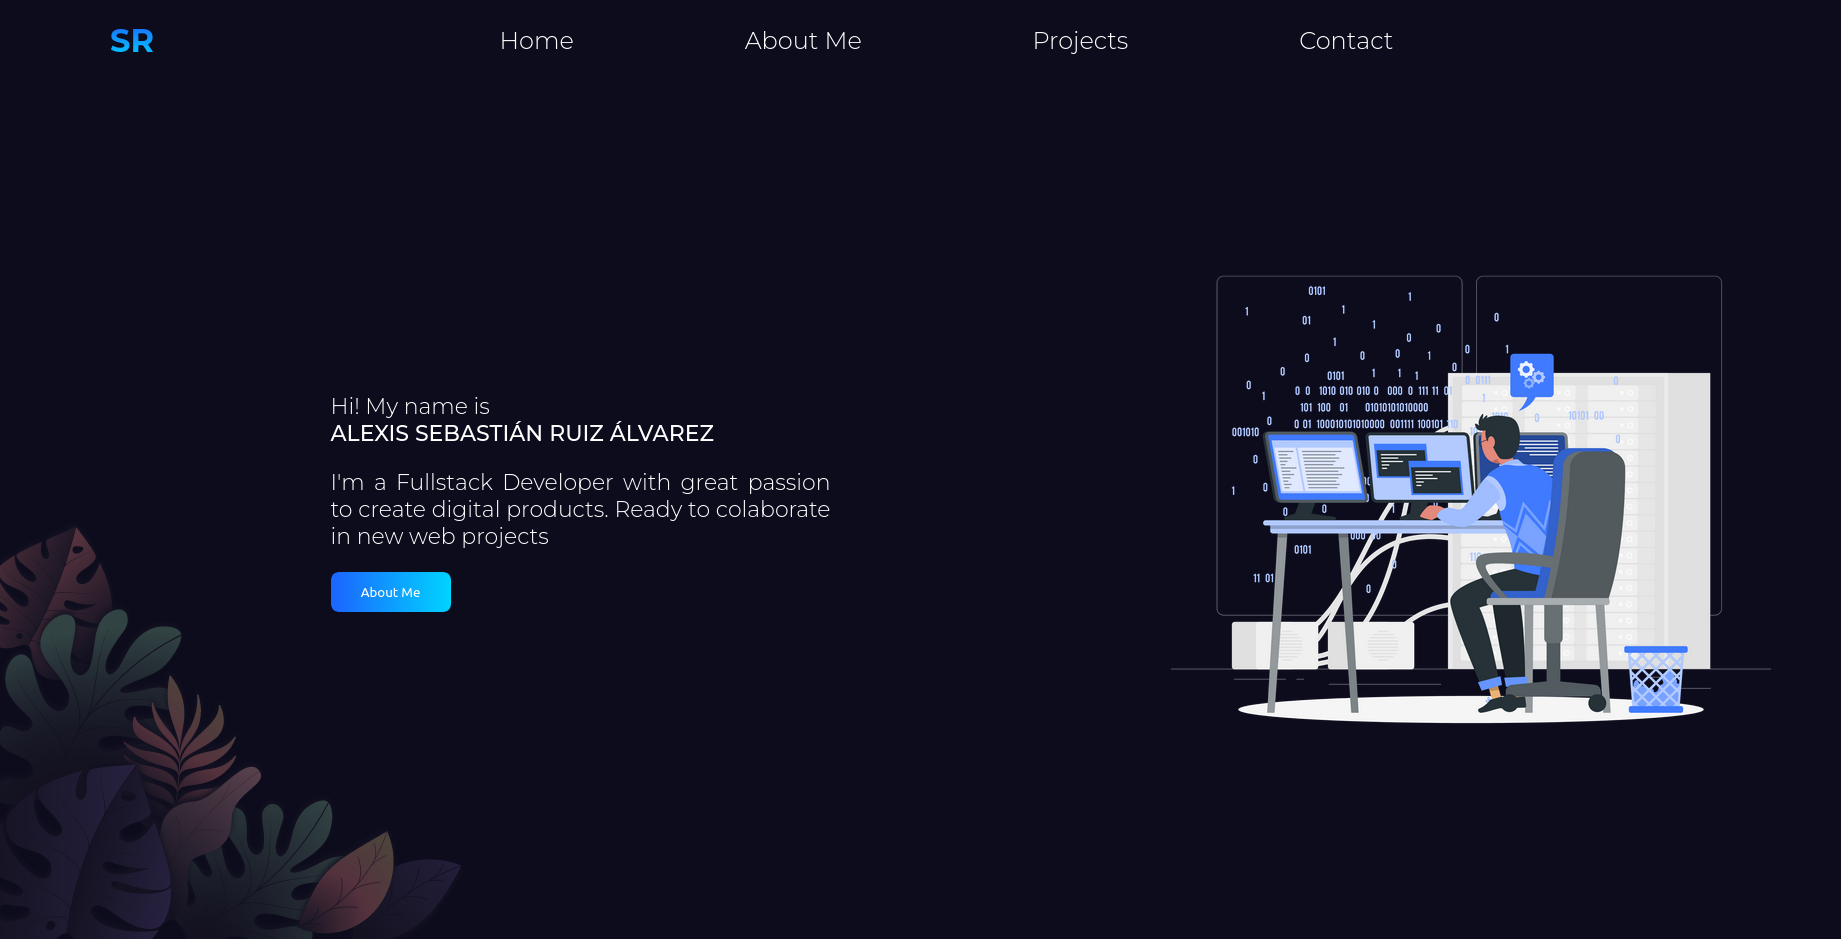 SR
Home
About Me
Projects
Contact
Hi! My name is
ALEXIS SEBASTIÁN RUIZ ÁLVAREZ
I'm a Fullstack Developer with great passion
to create digital products. Ready to colaborate
in new web projects
About Me